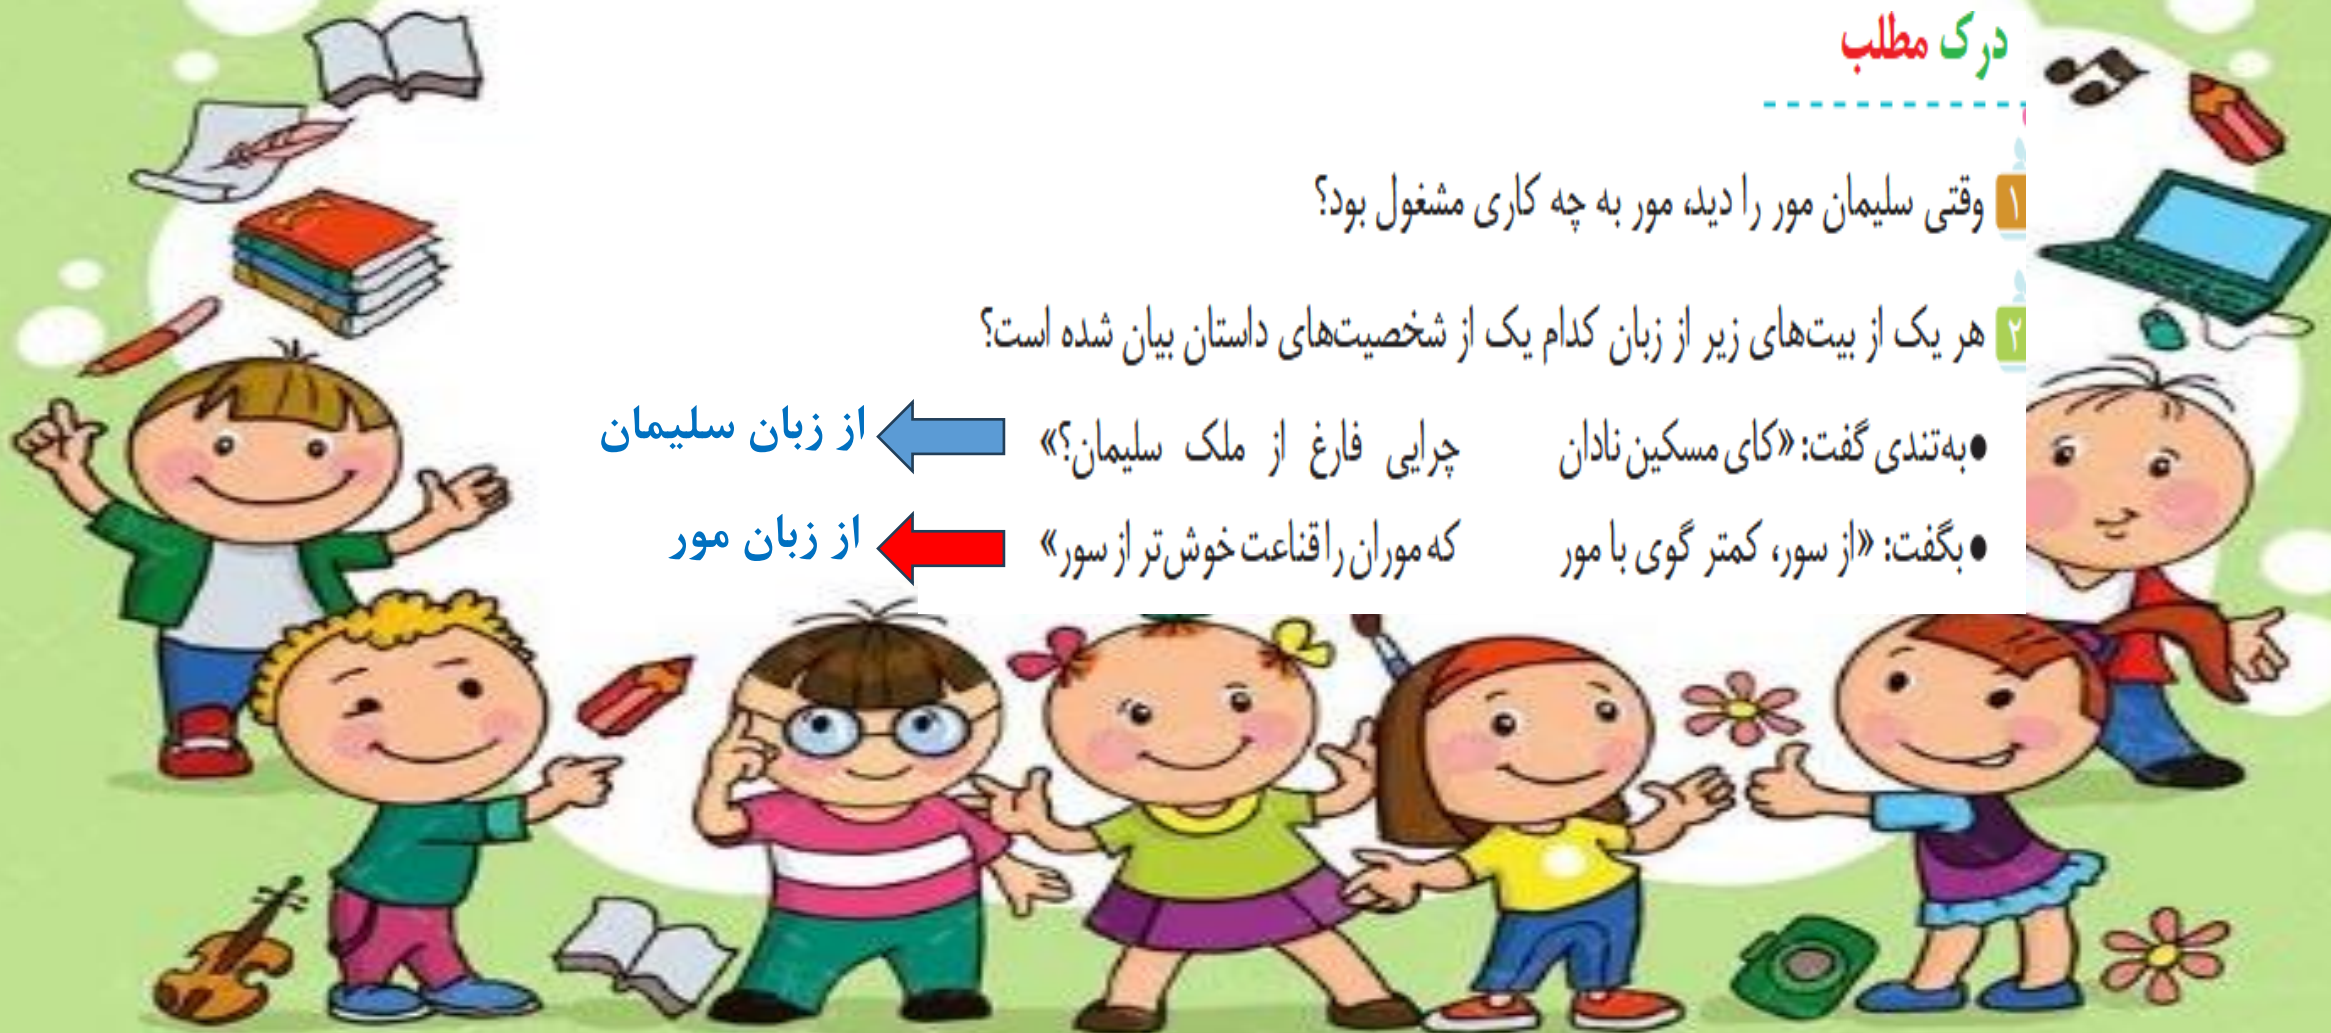 درک مطلب
۱ وقتی سلیمان مور را دید، مور به چه کاری مشغول بود؟
۲ هر یک از بیت‌های زیر از زبان کدام یک از شخصیت‌های داستان بیان شده است؟
● به‌تندی گفت: «کای مسکین نادان چرایی فارغ از ملک سلیمان؟» از زبان سلیمان
● بگفت: «از سور، کمتر گوی با مور که موران را قناعت خوش‌تر از سور» از زبان مور